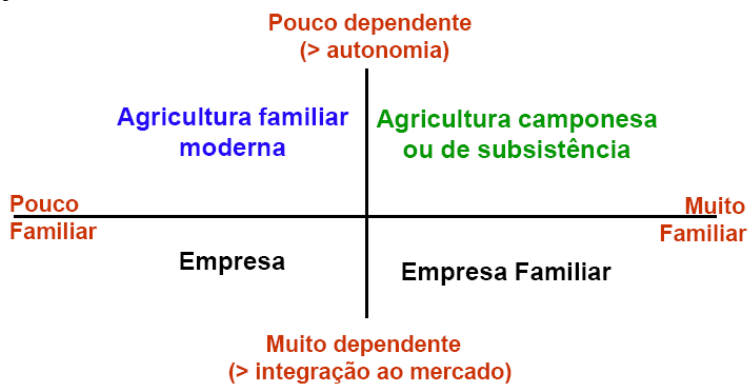 Pouco dependente
(> autonomia)
Agricultura familiar
moderna
Agricultura camponesa
ou de subsistência
Pouco
Familiar
Muito
Familiar
Empresa
Empresa Familiar
Muito dependente
(> integração ao mercado)